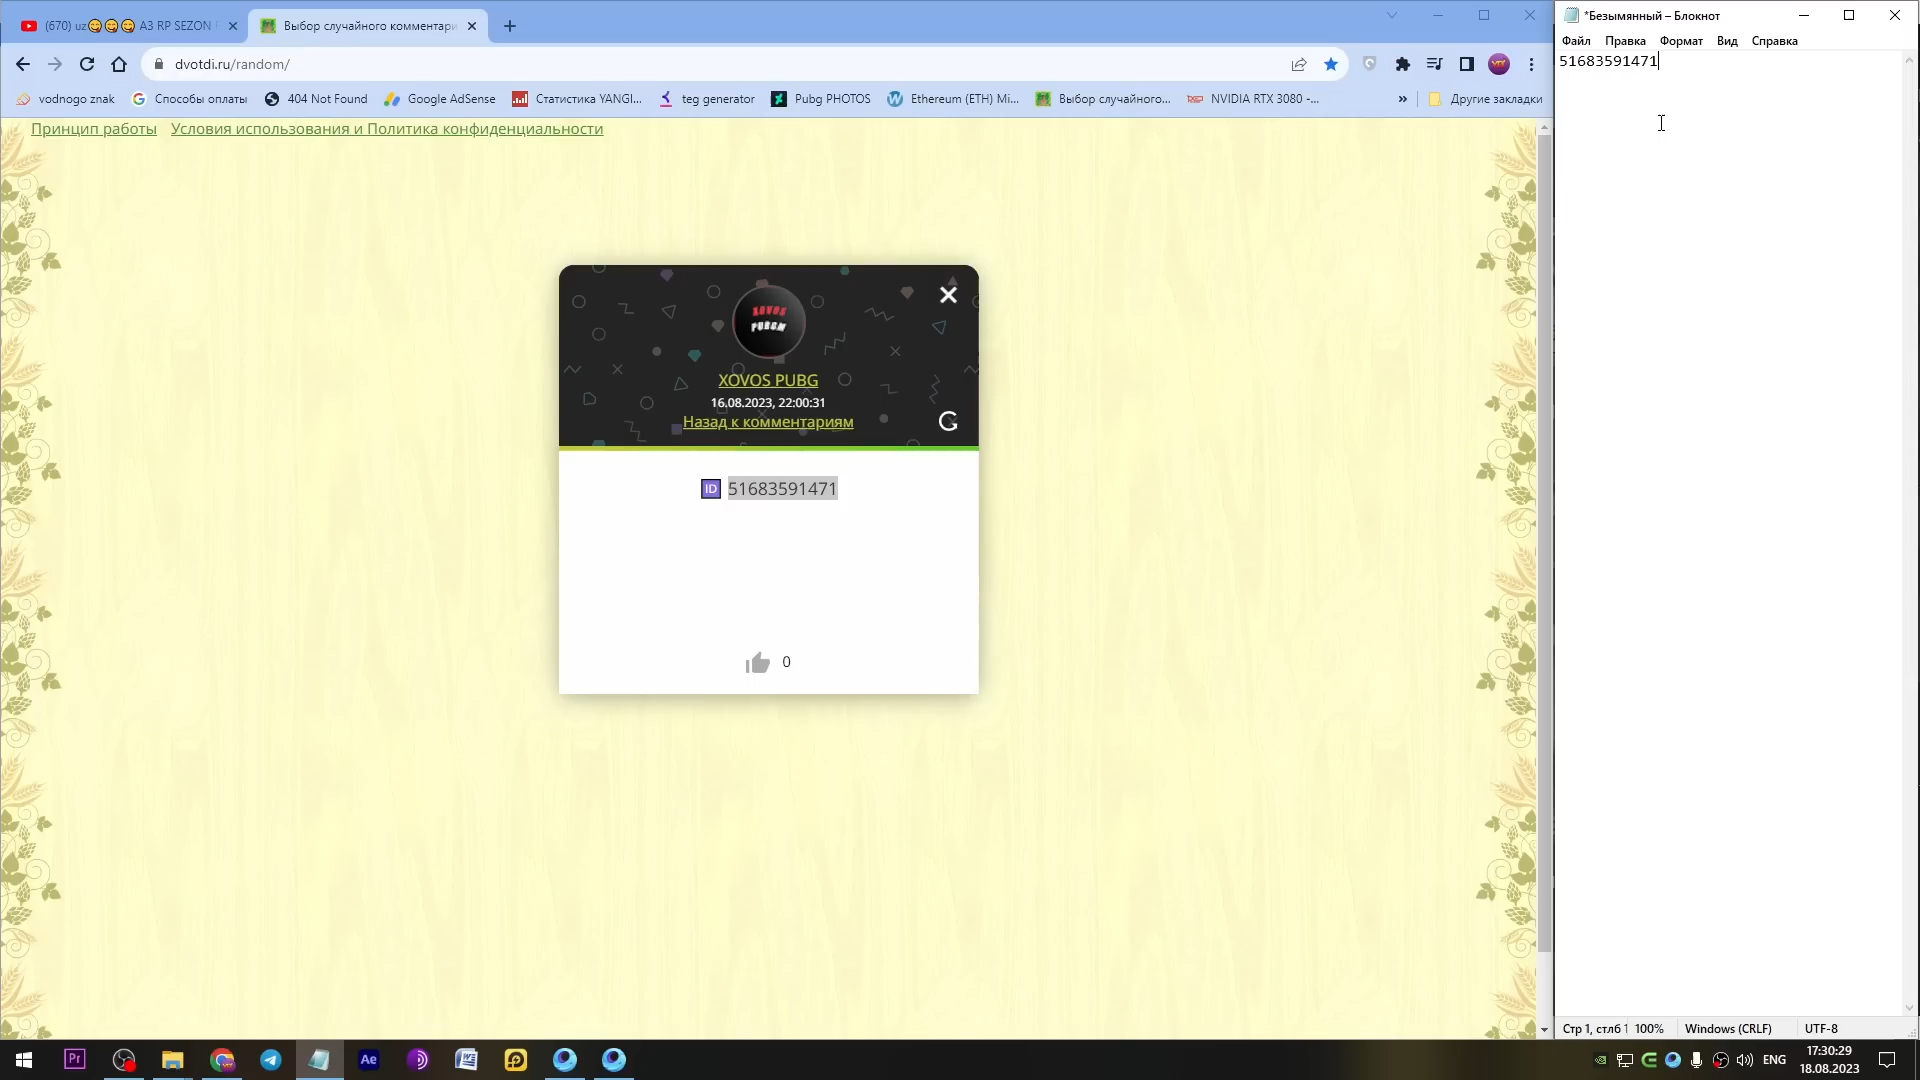 (670) uz😋😋😋 A3 RP SEZON
Выбор случайного комментари
dvotdi.ru/random/
vodnogo znak
Способы оплаты
404 Not Found
Google AdSense
Статистика YANGI...
teg generator
Pubg PHOTOS
Ethereum (ETH) Mi...
Выбор случайного...
NVIDIA RTX 3080 -...
»
Другие закладки
Принцип работы Условия использования и Политика конфиденциальности
XOVOS
PUBGM
XOVOS PUBG
16.08.2023, 22:00:31
Назад к комментариям
🆔 51683591471
0
*Безымянный – Блокнот
Файл Правка Формат Вид Справка
51683591471
Стр 1, стлб 1
100%
Windows (CRLF)
UTF-8
Pr
Ae
ENG
17:30:29
18.08.2023